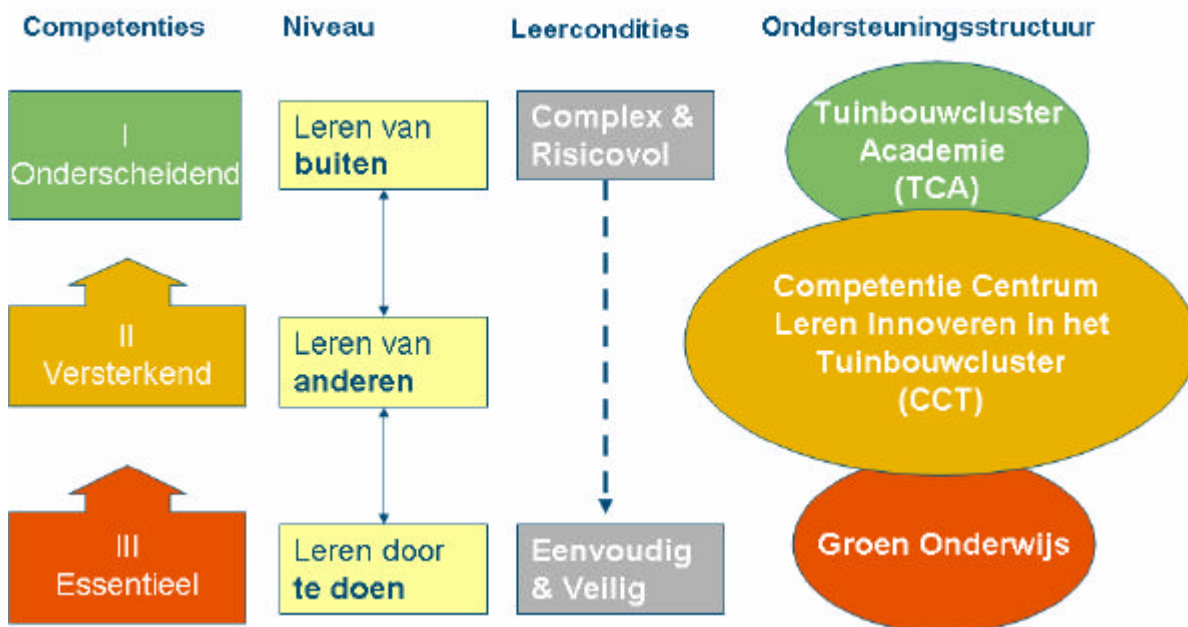 Competenties
Niveau
Leercondities
Ondersteuningsstructuur
I
Onderscheidend
Leren van
buiten
Complex &
Risicovol
Tuinbouwcluster
Academie
(TCA)
II
Versterkend
Leren van
anderen
Competentie Centrum
Leren Innoveren in het
Tuinbouwcluster
(CCT)
III
Essentieel
Leren door
te doen
Eenvoudig
& Veilig
Groen Onderwijs